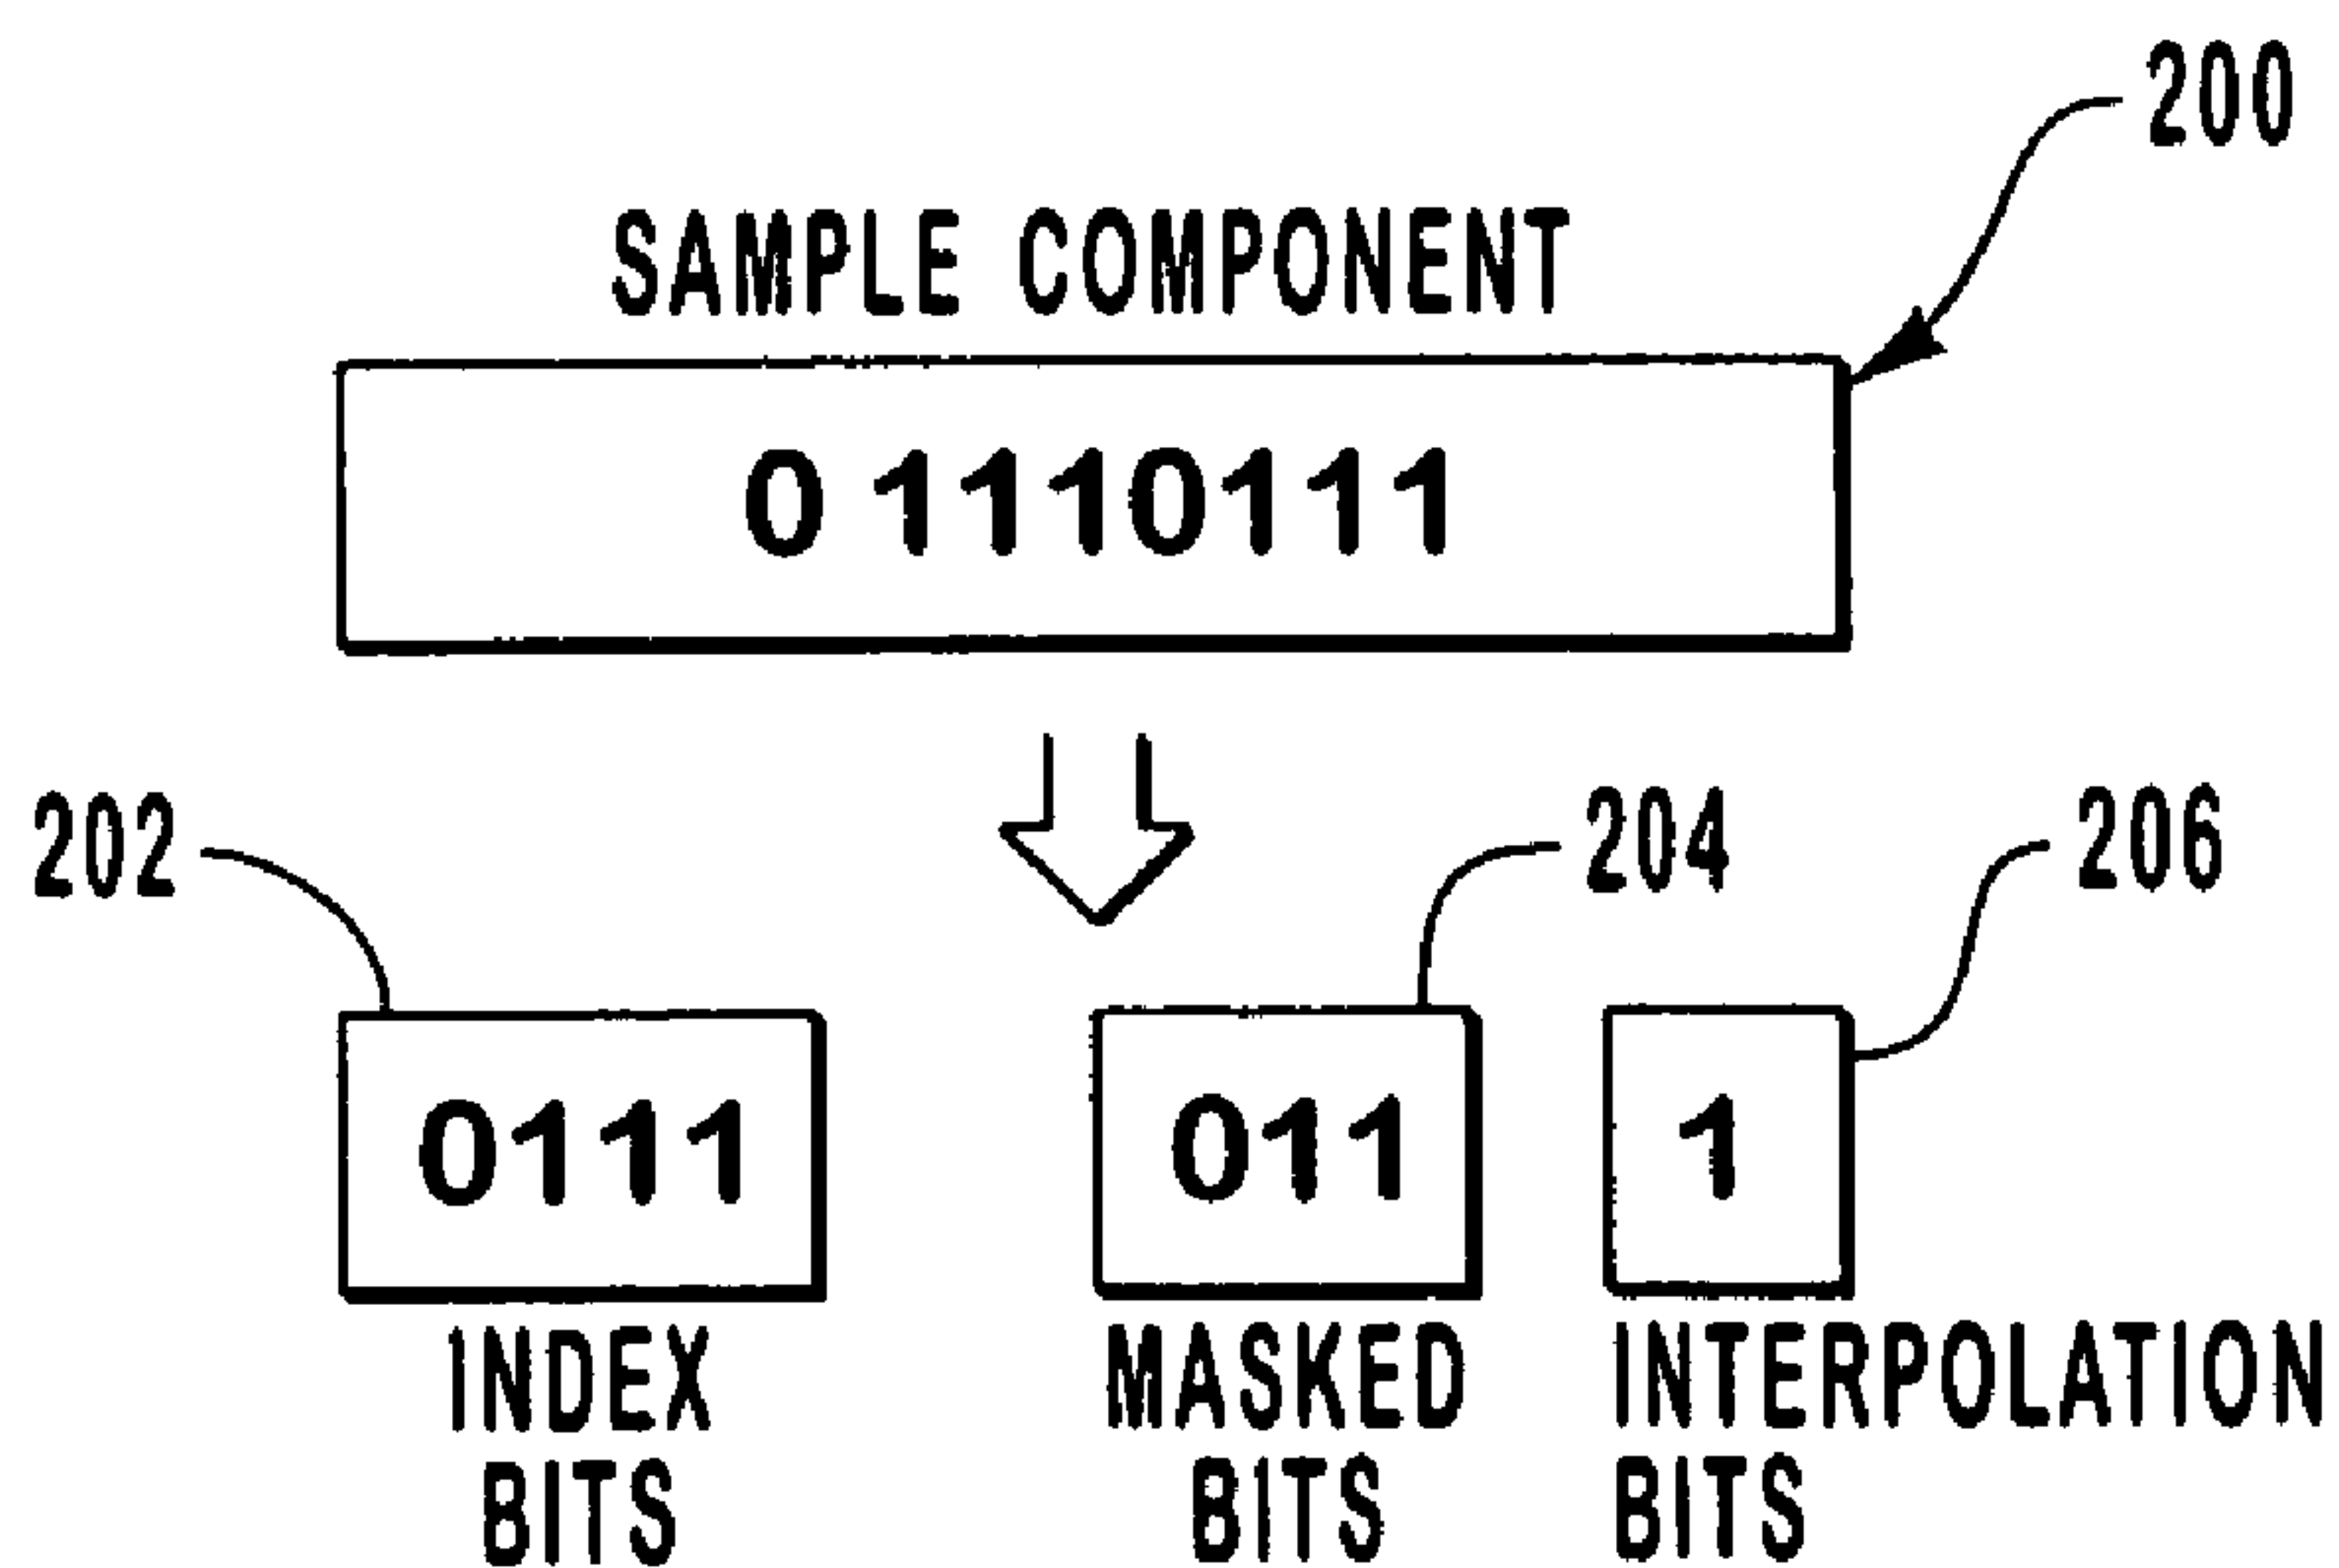 200
SAMPLE COMPONENT
0 1110111
202
204
206
0111
011
1
INDEX
BITS
MASKED
BITS
INTERPOLATION
BITS